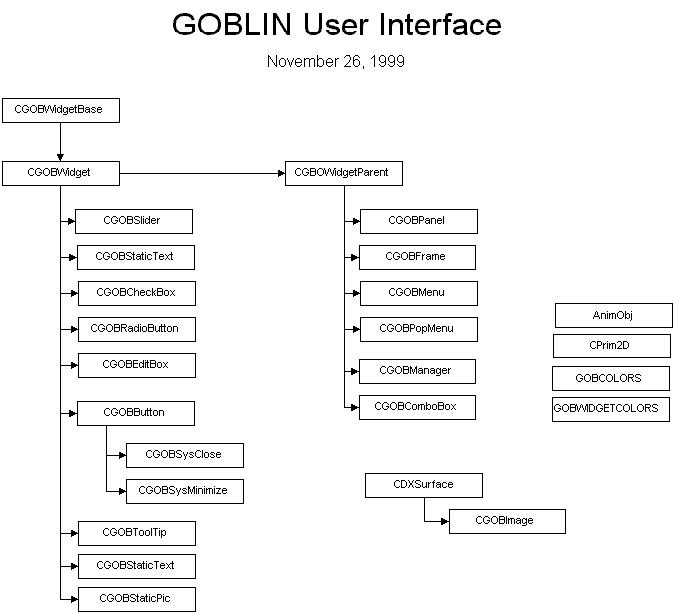 GOBLIN User Interface
November 26, 1999
CGOBWidgetBase
CGOBWidget
CGBOWidgetParent
CGOBSlider
CGOBStaticText
CGOBCheckBox
CGOBRadioButton
CGOBEditBox
CGOBButton
CGOBSysClose
CGOBSysMinimize
CGOBToolTip
CGOBStaticText
CGOBStaticPic
CGOBPanel
CGOBFrame
CGOBMenu
CGOBPopMenu
CGOBManager
CGOBComboBox
CDXSurface
CGOBImage
AnimObj
CPrim2D
GOBCOLORS
GOBWIDGETCOLORS